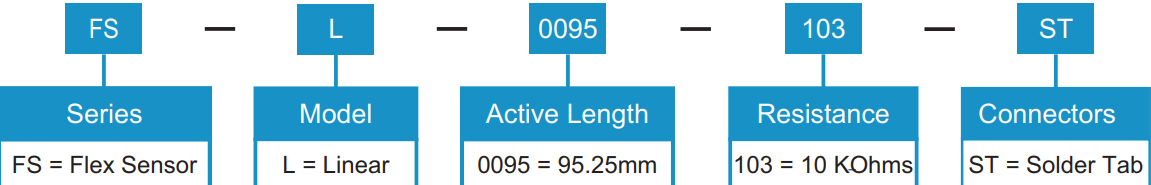 FS — L — 0095 — 103 — ST
Series Model Active Length Resistance Connectors
FS = Flex Sensor L = Linear 0095 = 95.25mm 103 = 10 KOhms ST = Solder Tab